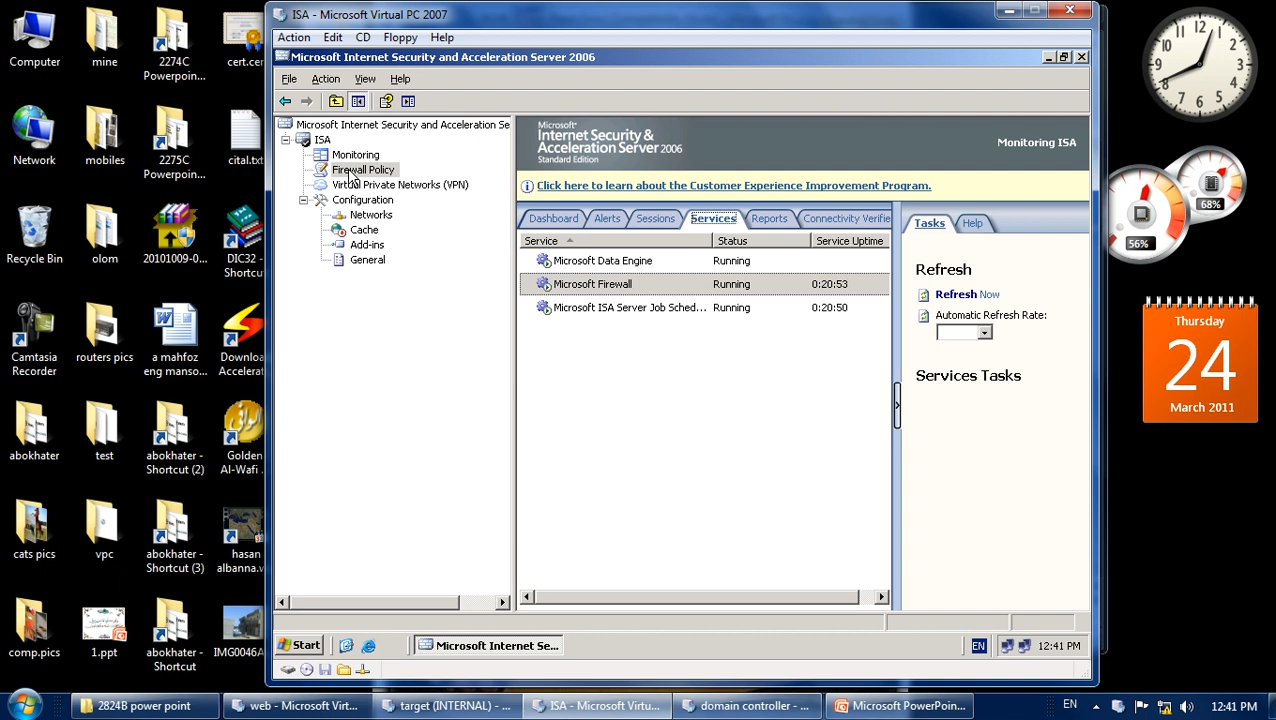 ISA - Microsoft Virtual PC 2007
Action Edit CD Floppy Help
Microsoft Internet Security and Acceleration Server 2006
File Action View Help
Microsoft Internet Security and Acceleration Se
ISA
Monitoring
Firewall Policy
Virtual Private Networks (VPN)
Configuration
Networks
Cache
Add-ins
General
Microsoft®
Internet Security &
Acceleration Server 2006
Standard Edition
Monitoring ISA
Click here to learn about the Customer Experience Improvement Program.
Dashboard Alerts Sessions Services Reports Connectivity Verifie
Service Status Service Uptime
Microsoft Data Engine Running
Microsoft Firewall Running 0:20:53
Microsoft ISA Server Job Sched... Running 0:20:50
Tasks Help
Refresh
Refresh Now
Automatic Refresh Rate:
Services Tasks
Start Microsoft Internet Se... EN 12:41 PM
Computer mine 2274C Powerpoin... cert.cer
Network mobiles 2275C Powerpoin... cital.txt
Recycle Bin olom 20101009-0... DIC32 - Shortcut
Camtasia Recorder routers pics a mahfoz eng manso... Downloa Accelerat
abokhater test abokhater - Shortcut (2) Golden Al-Wafi
cats pics vpc abokhater - Shortcut (3) hasan albanna.w
comp.pics 1.ppt abokhater - Shortcut IMG0046A
12 3 6 9
56%
68%
Thursday
24
March 2011
2824B power point web - Microsoft Virt... target (INTERNAL) - ... ISA - Microsoft Virtua... domain controller - ... Microsoft PowerPoin... EN 12:41 PM